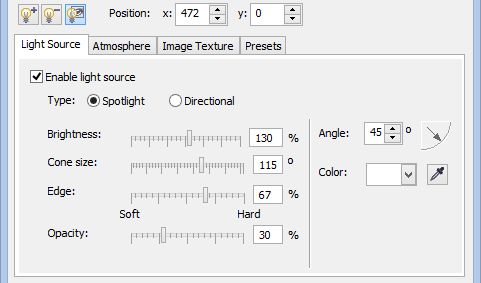 Position: x: 472 y: 0
Light Source Atmosphere Image Texture Presets
Enable light source
Type: Spotlight Directional
Brightness: 130 % Angle: 45 o
Cone size: 115 o
Color:
Edge: 67 %
Soft Hard
Opacity: 30 %